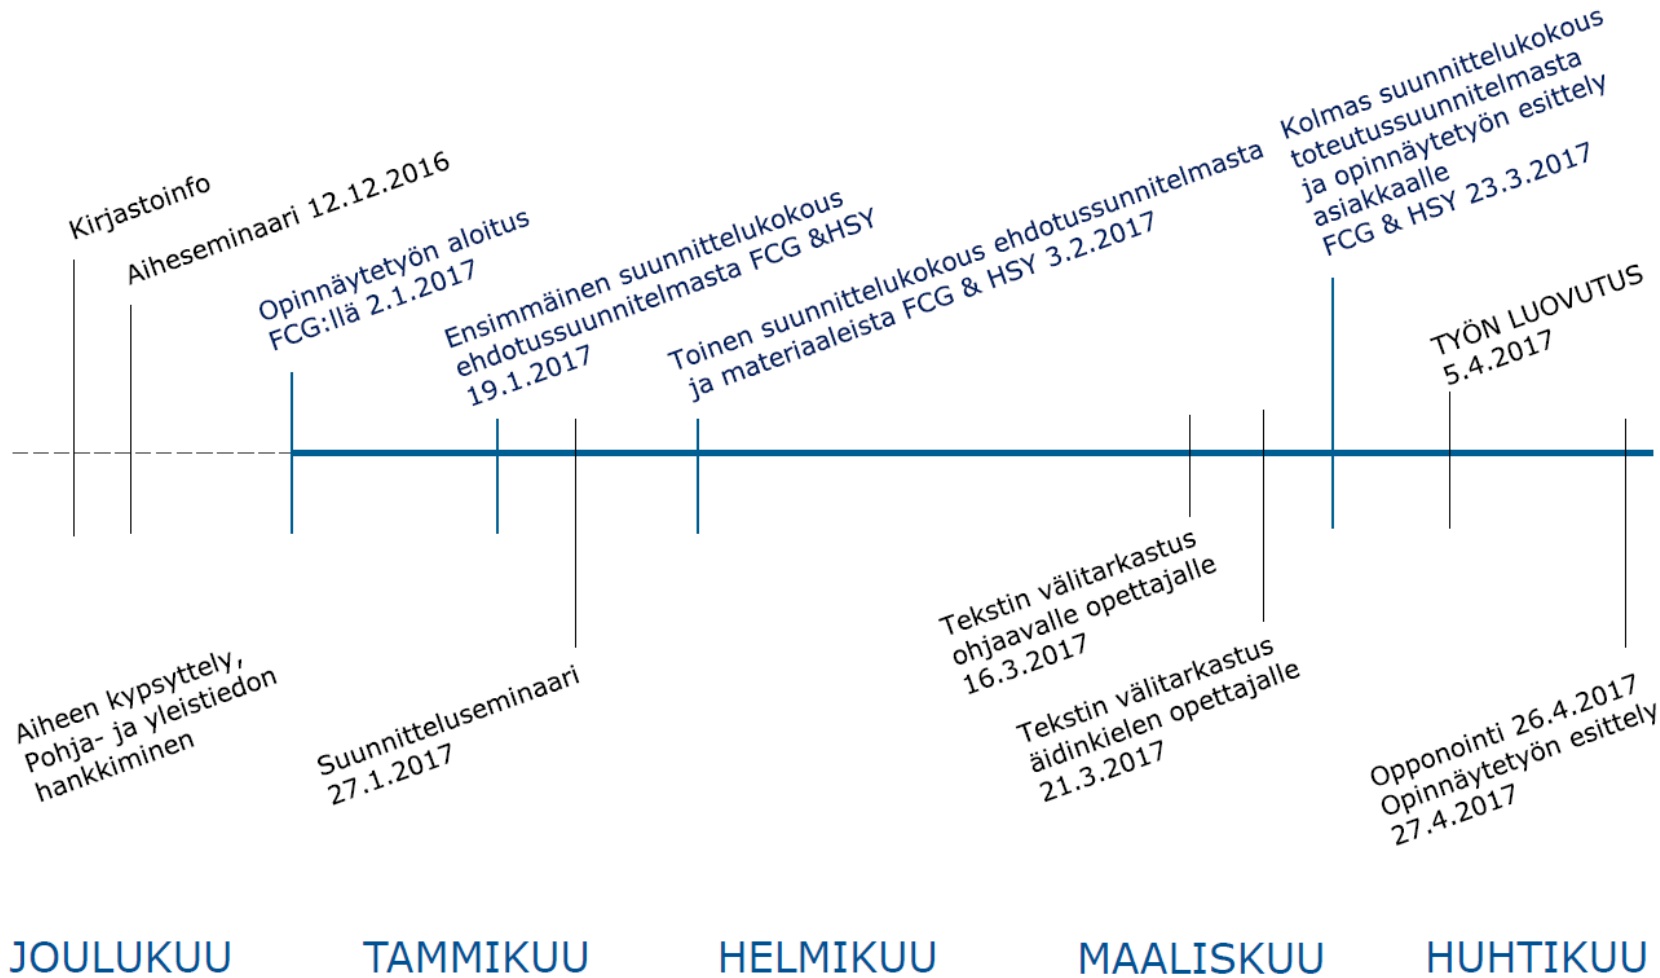 Kirjastoinfo
Aiheseminaari 12.12.2016
Opinnäytetyön aloitus
FCG:llä 2.1.2017
Ensimmäinen suunnittelukokous
ehdotussuunnitelmasta FCG &HSY
19.1.2017
Toinen suunnittelukokous ehdotussunnitelmasta
ja materiaaleista FCG & HSY 3.2.2017
Kolmas suunnittelukokous
toteutussuunnitelmasta
ja opinnäytetyön esittely
asiakkaalle
FCG & HSY 23.3.2017
TYÖN LUOVUTUS
5.4.2017
Aiheen kypsyttely,
Pohja- ja yleistiedon
hankkiminen
Suunnitteluseminaari
27.1.2017
Tekstin välitarkastus
ohjaavalle opettajalle
16.3.2017
Tekstin välitarkastus
äidinkielen opettajalle
21.3.2017
Opponointi 26.4.2017
Opinnäytetyön esittely
27.4.2017
JOULUKUU
TAMMIKUU
HELMIKUU
MAALISKUU
HUHTIKUU